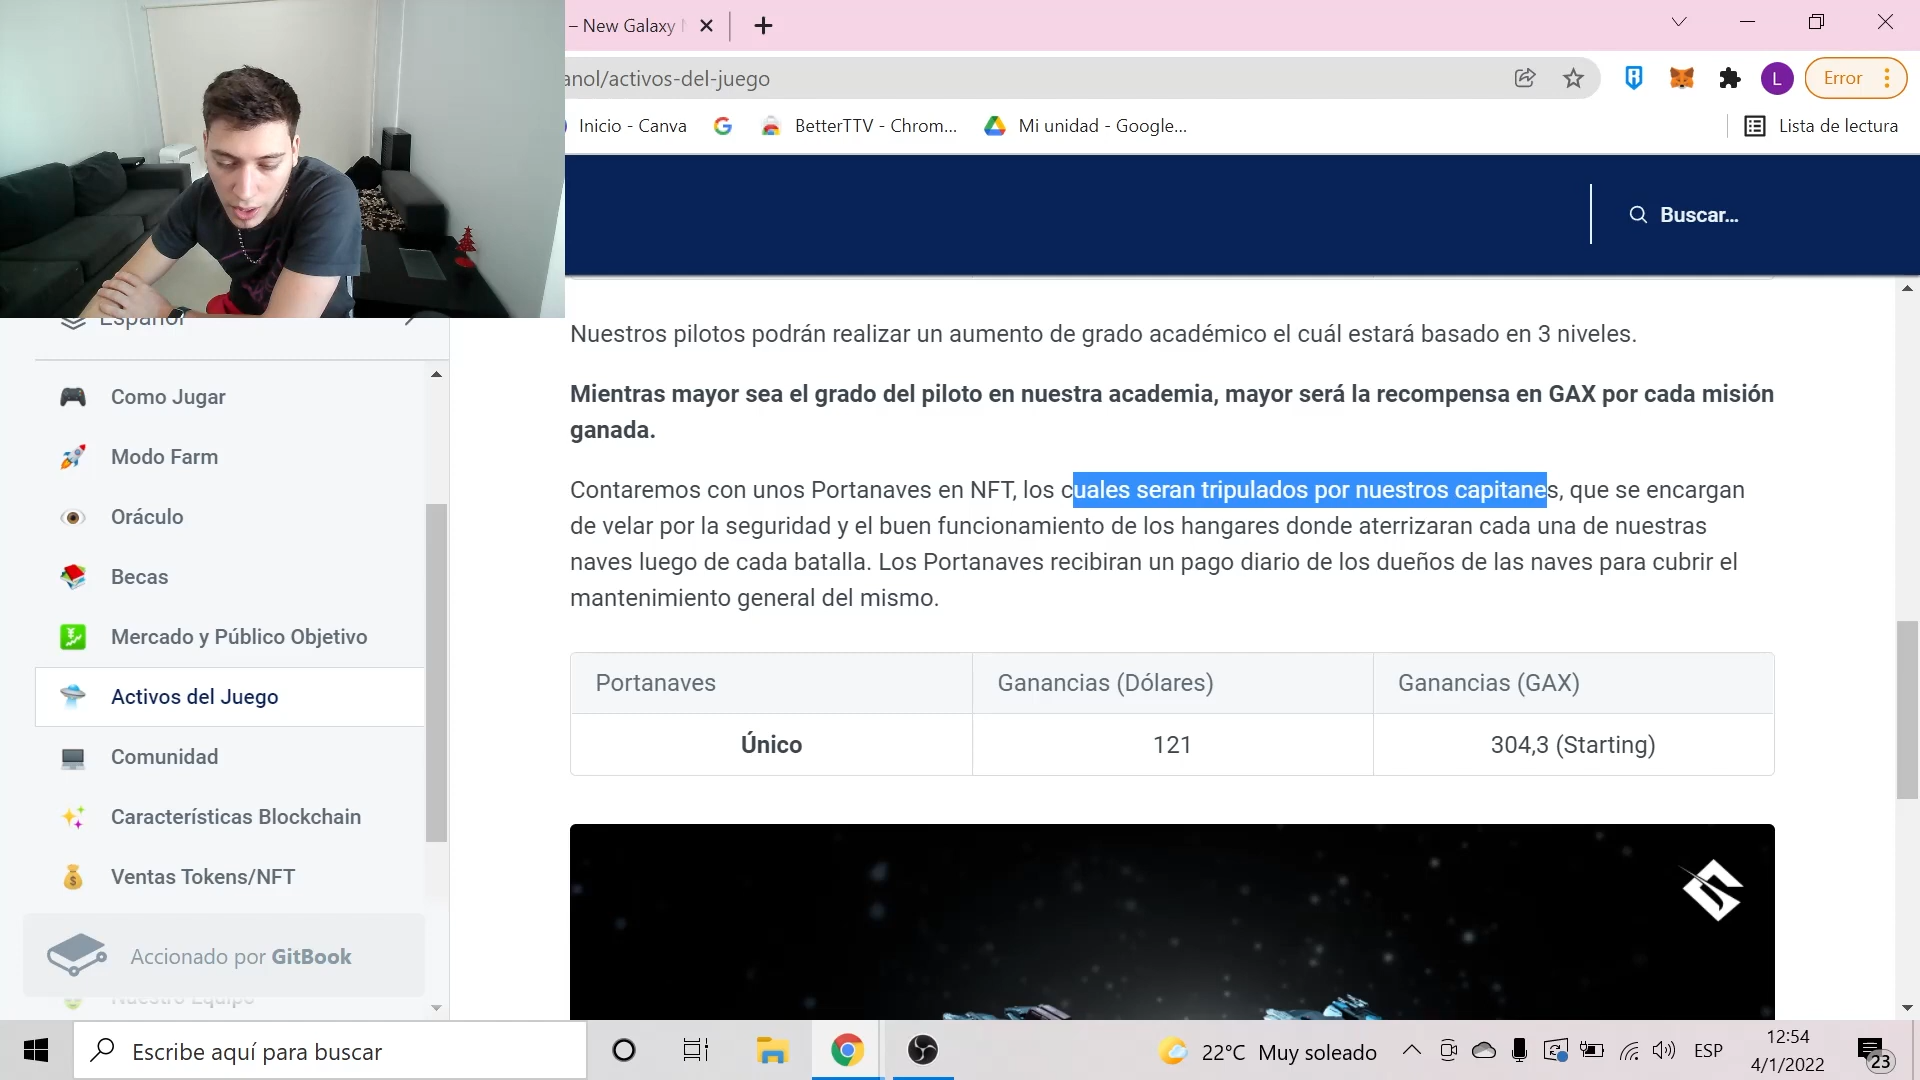 – New Galaxy
anol/activos-del-juego
L
Error
Inicio - Canva
BetterTTV - Chrom...
Mi unidad - Google...
Lista de lectura
Buscar...
Español
Como Jugar
Modo Farm
Oráculo
Becas
Mercado y Público Objetivo
Activos del Juego
Comunidad
Características Blockchain
Ventas Tokens/NFT
Accionado por GitBook
Nuestro Equipo
Nuestros pilotos podrán realizar un aumento de grado académico el cuál estará basado en 3 niveles.
Mientras mayor sea el grado del piloto en nuestra academia, mayor será la recompensa en GAX por cada misión
ganada.
Contaremos con unos Portanaves en NFT, los cuales seran tripulados por nuestros capitanes, que se encargan
de velar por la seguridad y el buen funcionamiento de los hangares donde aterrizaran cada una de nuestras
naves luego de cada batalla. Los Portanaves recibiran un pago diario de los dueños de las naves para cubrir el
mantenimiento general del mismo.
Portanaves Ganancias (Dólares) Ganancias (GAX)
Único 121 304,3 (Starting)
Escribe aquí para buscar
22°C Muy soleado
ESP
12:54
4/1/2022
23